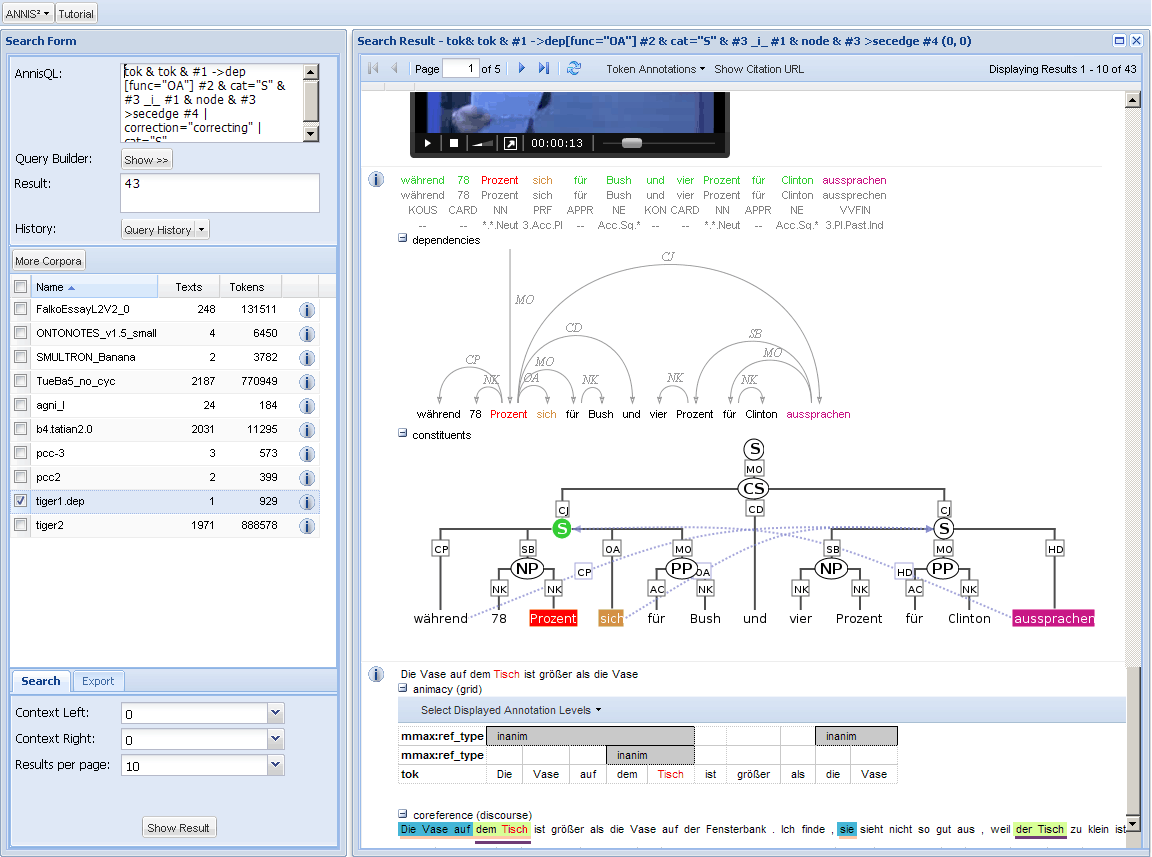 ANNIS² Tutorial
Search Form
AnnisQL:
tok & tok & #1 ->dep
[func="OA"] #2 & cat="S" &
#3 _i_ #1 & node & #3
>secedge #4 |
correction="correcting" |
cat="S"
Query Builder: Show >>
Result: 43
History: Query History
More Corpora
Name Texts Tokens
FalkoEssayL2V2_0 248 131511
ONTONOTES_v1.5_small 4 6450
SMULTRON_Banana 2 3782
TueBa5_no_cyc 2187 770949
agni_I 24 184
b4.tatian2.0 2031 11295
pcc-3 3 573
pcc2 2 399
tiger1.dep 1 929
tiger2 1971 888578
Search Export
Context Left: 0
Context Right: 0
Results per page: 10
Show Result
Search Result - tok& tok & #1 ->dep[func="OA"] #2 & cat="S" & #3 _i_ #1 & node & #3 >secedge #4 (0, 0)
Page 1 of 5 Token Annotations Show Citation URL Displaying Results 1 - 10 of 43
00:00:13
während 78 Prozent sich für Bush und vier Prozent für Clinton aussprachen
während 78 Prozent sich für Bush und vier Prozent für Clinton aussprechen
KOUS CARD NN PRF APPR NE KON CARD NN APPR NE VVFIN
-- -- *.*.Neut 3.Acc.Pl -- Acc.Sg.* -- -- *.*.Neut -- Acc.Sg.* 3.Pl.Past.Ind
dependencies
CJ
MO
CD SB
CP MO MO
NK OA NK NK NK
während 78 Prozent sich für Bush und vier Prozent für Clinton aussprachen
constituents
S
MO
CS
CJ CD CJ
S S
CP SB OA MO SB MO HD
NP CP PP OA NP HD PP
NK NK AC NK NK NK AC NK
während 78 Prozent sich für Bush und vier Prozent für Clinton aussprachen
Die Vase auf dem Tisch ist größer als die Vase
animacy (grid)
Select Displayed Annotation Levels
mmax:ref_type inanim inanim
mmax:ref_type inanim
tok Die Vase auf dem Tisch ist größer als die Vase
coreference (discourse)
Die Vase auf dem Tisch ist größer als die Vase auf der Fensterbank . Ich finde , sie sieht nicht so gut aus , weil der Tisch zu klein ist